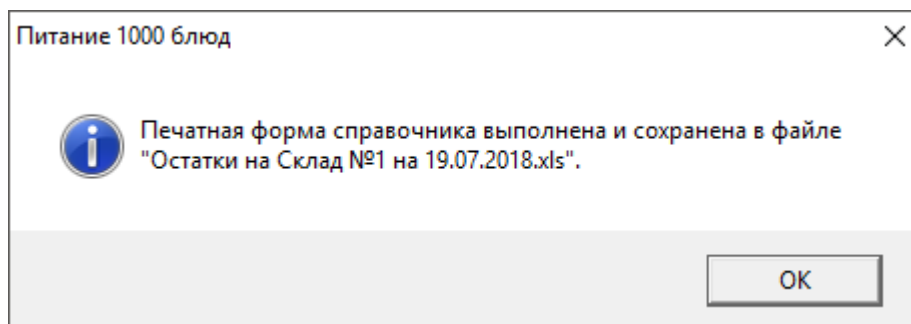 Питание 1000 блюд
Печатная форма справочника выполнена и сохранена в файле
"Остатки на Склад №1 на 19.07.2018.xls".
OK